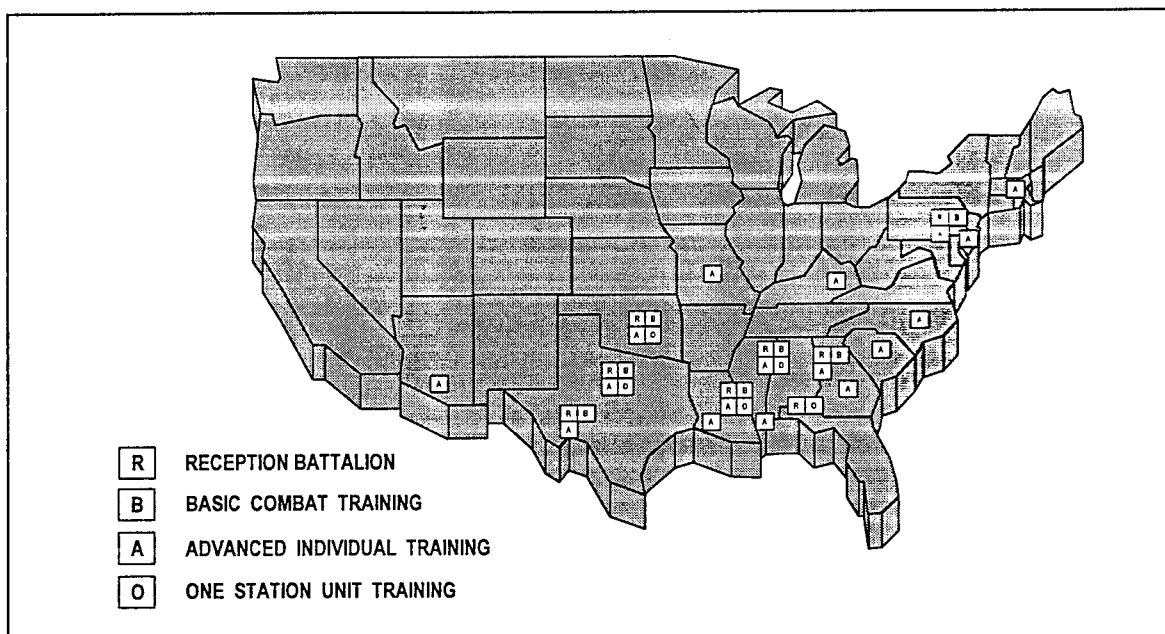 A
R B
A
A
A
A
R B
A O
A
R B
A O
R B
A
A
R B
A O
A
A
R B
A O
R O
R B
A
A
A
R RECEPTION BATTALION
B BASIC COMBAT TRAINING
A ADVANCED INDIVIDUAL TRAINING
O ONE STATION UNIT TRAINING